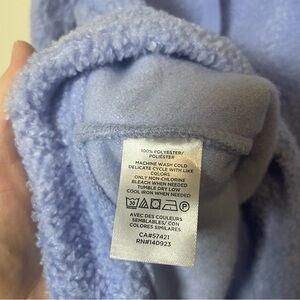 100% POLYESTER/
POLIÉSTER
MACHINE WASH COLD
DELICATE CYCLE WITH LIKE
COLORS
ONLY NON-CHLORINE
BLEACH WHEN NEEDED
TUMBLE DRY LOW
COOL IRON WHEN NEEDED
30 P
AVEC DES COULEURS
SEMBLABLES/ CON
COLORES SIMILARES
CA#57421
RN#140923